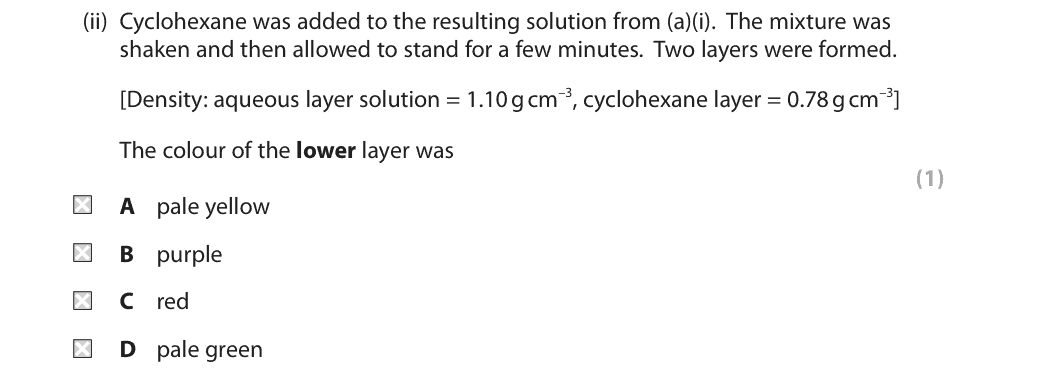 (ii) Cyclohexane was added to the resulting solution from (a)(i). The mixture was
shaken and then allowed to stand for a few minutes. Two layers were formed.
[Density: aqueous layer solution = 1.10 g cm⁻³, cyclohexane layer = 0.78 g cm⁻³]
The colour of the lower layer was
(1)
A pale yellow
B purple
C red
D pale green